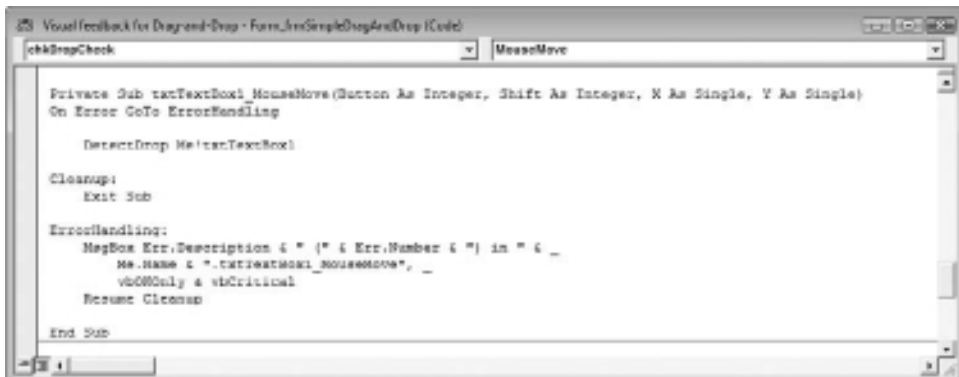 Visual feedback for Drag-and-Drop - Form_frmSimpleDragAndDrop (Code)
chkDropCheck MouseMove
Private Sub txtTextBox1_MouseMove(Button As Integer, Shift As Integer, X As Single, Y As Single)
On Error GoTo ErrorHandling
DetectDrop Me!txtTextBox1
Cleanup:
Exit Sub
ErrorHandling:
MsgBox Err.Description & " (" & Err.Number & ") in " & _
Me.Name & ".txtTextBox1_MouseMove", _
vbOKOnly & vbCritical
Resume Cleanup
End Sub